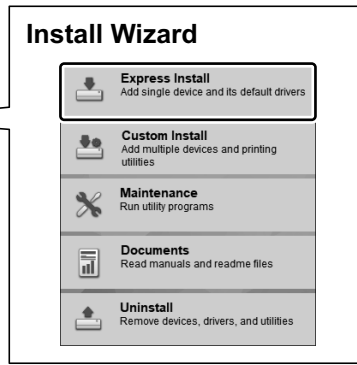 Install Wizard
Express Install
Add single device and its default drivers
Custom Install
Add multiple devices and printing
utilities
Maintenance
Run utility programs
Documents
Read manuals and readme files
Uninstall
Remove devices, drivers, and utilities